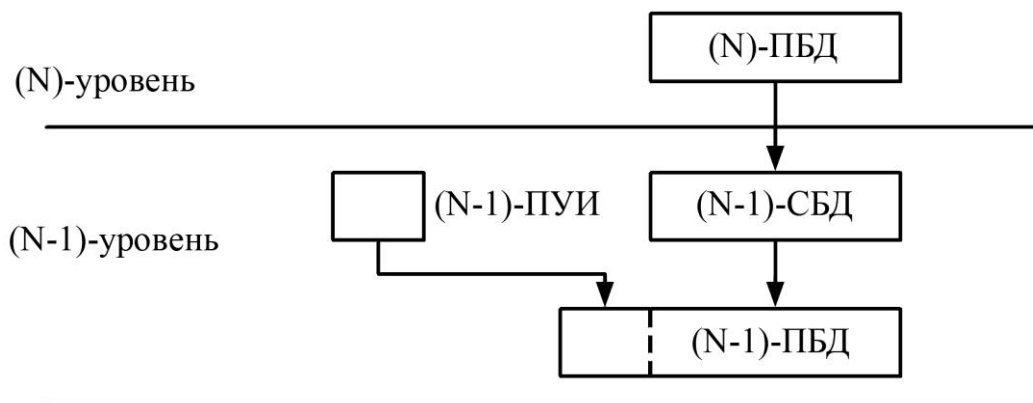 (N)-ПБД
(N)-уровень
(N-1)-ПУИ
(N-1)-СБД
(N-1)-уровень
(N-1)-ПБД